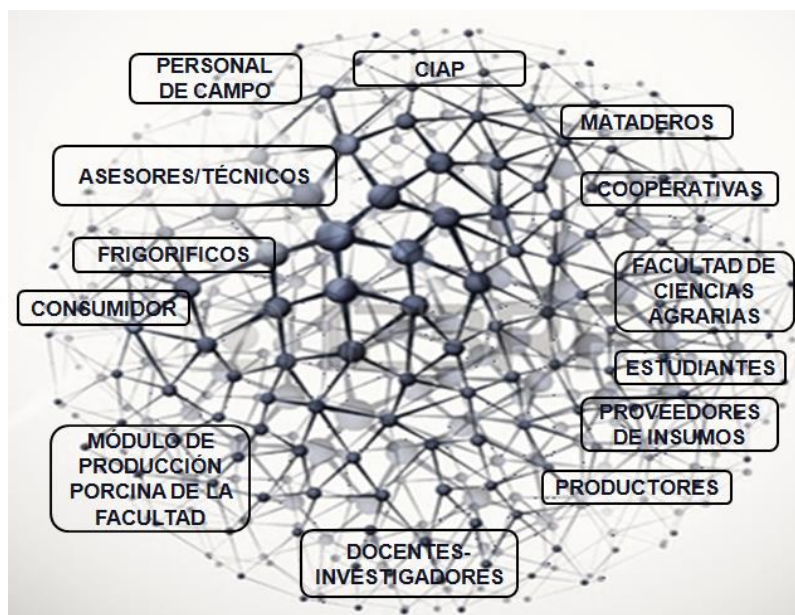 PERSONAL
DE CAMPO
CIAP
MATADEROS
ASESORES/TÉCNICOS
COOPERATIVAS
FRIGORIFICOS
FACULTAD DE
CIENCIAS
AGRARIAS
CONSUMIDOR
ESTUDIANTES
PROVEEDORES
DE INSUMOS
MÓDULO DE
PRODUCCIÓN
PORCINA DE LA
FACULTAD
PRODUCTORES
DOCENTES-
INVESTIGADORES